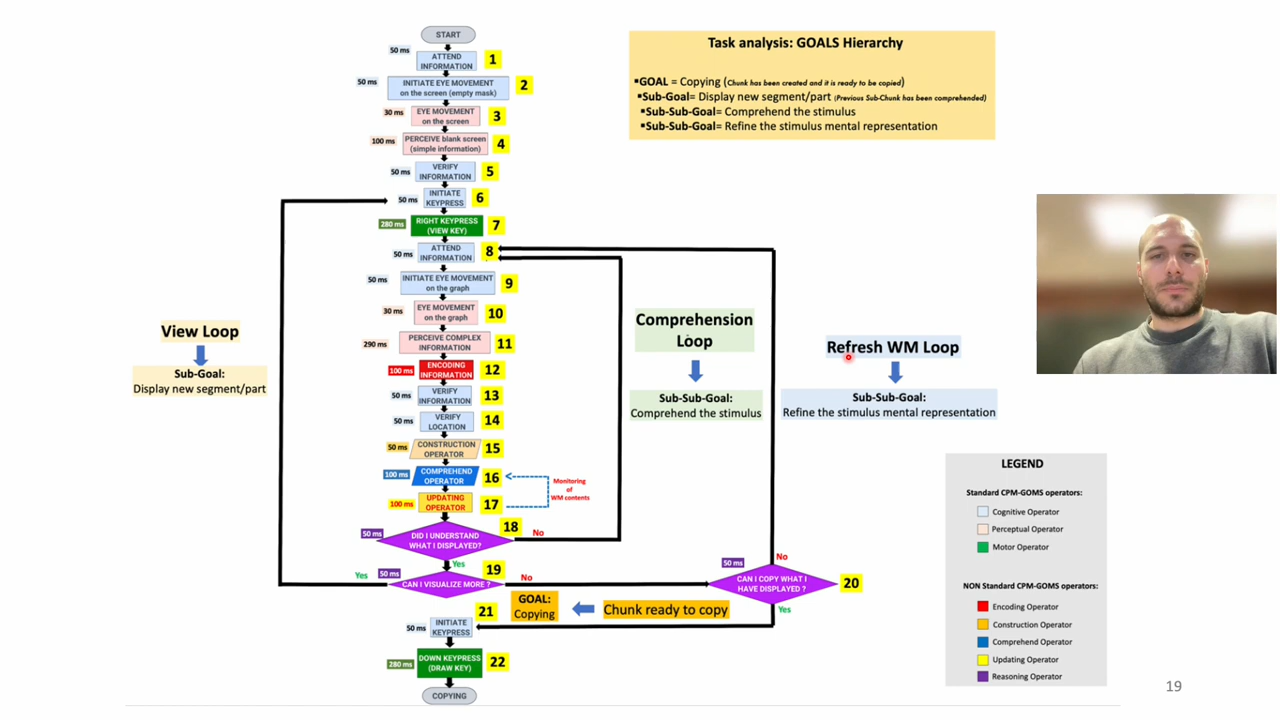 START
50 ms
ATTEND
INFORMATION
1
50 ms
INITIATE EYE MOVEMENT
on the screen (empty mask)
2
30 ms
EYE MOVEMENT
on the screen
3
100 ms
PERCEIVE blank screen
(simple information)
4
50 ms
VERIFY
INFORMATION
5
50 ms
INITIATE
KEYPRESS
6
280 ms
RIGHT KEYPRESS
(VIEW KEY)
7
50 ms
ATTEND
INFORMATION
8
50 ms
INITIATE EYE MOVEMENT
on the graph
9
30 ms
EYE MOVEMENT
on the graph
10
290 ms
PERCEIVE COMPLEX
INFORMATION
11
100 ms
ENCODING
INFORMATION
12
50 ms
VERIFY
INFORMATION
13
50 ms
VERIFY
LOCATION
14
50 ms
CONSTRUCTION
OPERATOR
15
100 ms
COMPREHEND
OPERATOR
16
100 ms
UPDATING
OPERATOR
17
Monitoring
of
WM contents
50 ms
DID I UNDERSTAND
WHAT I DISPLAYED?
18
No
Yes
50 ms
CAN I VISUALIZE MORE ?
19
Yes
No
50 ms
CAN I COPY WHAT I
HAVE DISPLAYED ?
20
No
Yes
GOAL:
Copying
Chunk ready to copy
50 ms
INITIATE
KEYPRESS
21
280 ms
DOWN KEYPRESS
(DRAW KEY)
22
COPYING
View Loop
Sub-Goal:
Display new segment/part
Comprehension
Loop
Sub-Sub-Goal:
Comprehend the stimulus
Refresh WM Loop
Sub-Sub-Goal:
Refine the stimulus mental representation
Task analysis: GOALS Hierarchy
▪GOAL = Copying (Chunk has been created and it is ready to be copied)
▪Sub-Goal= Display new segment/part (Previous Sub-Chunk has been comprehended)
▪Sub-Sub-Goal= Comprehend the stimulus
▪Sub-Sub-Goal= Refine the stimulus mental representation
LEGEND
Standard CPM-GOMS operators:
Cognitive Operator
Perceptual Operator
Motor Operator
NON Standard CPM-GOMS operators:
Encoding Operator
Construction Operator
Comprehend Operator
Updating Operator
Reasoning Operator
19